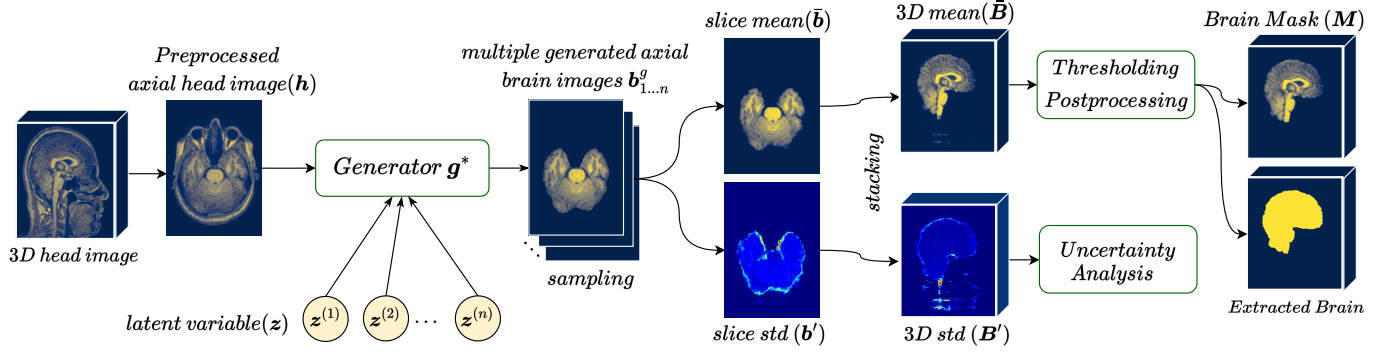 Preprocessed
axial head image(h)
3D head image
Generator g*
latent variable(z)
z(1)
z(2)
...
z(n)
multiple generated axial
brain images b^g_1...n
sampling
slice mean(b̄)
slice std (b′)
stacking
3D mean(B̄)
3D std (B′)
Thresholding
Postprocessing
Uncertainty
Analysis
Brain Mask (M)
Extracted Brain